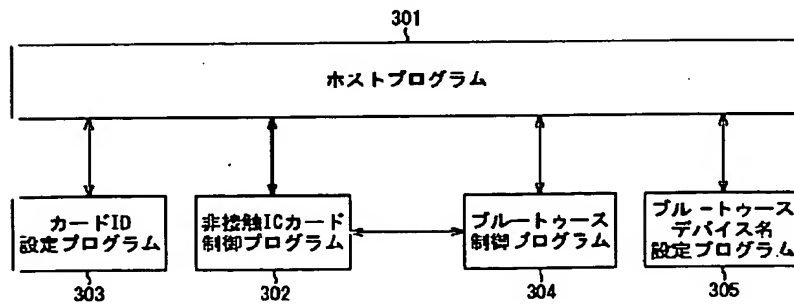 301
ホストプログラム
カードID
設定プログラム
非接触ICカード
制御プログラム
ブルートゥース
制御プログラム
ブルートゥース
デバイス名
設定プログラム
303
302
304
305